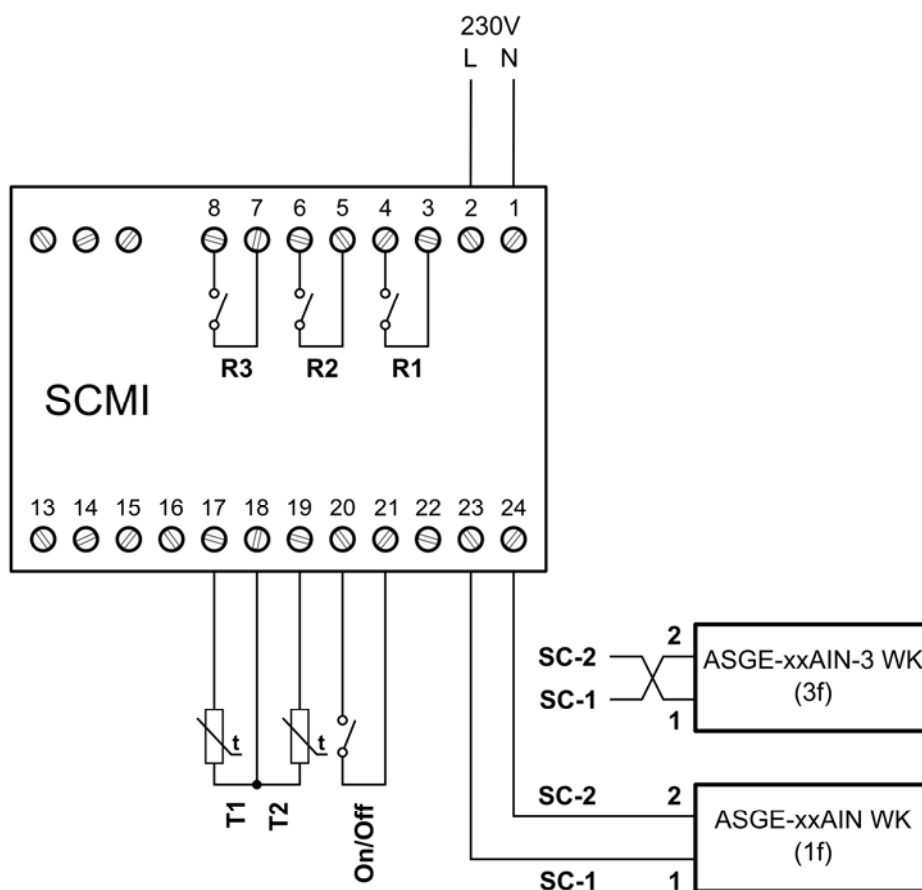 230V
L N
8 7 6 5 4 3 2 1
R3 R2 R1
SCMI
13 14 15 16 17 18 19 20 21 22 23 24
SC-2 2
ASGE-xxAIN-3 WK
(3f)
SC-1 1
t t
T1 T2 On/Off
SC-2 2
ASGE-xxAIN WK
(1f)
SC-1 1